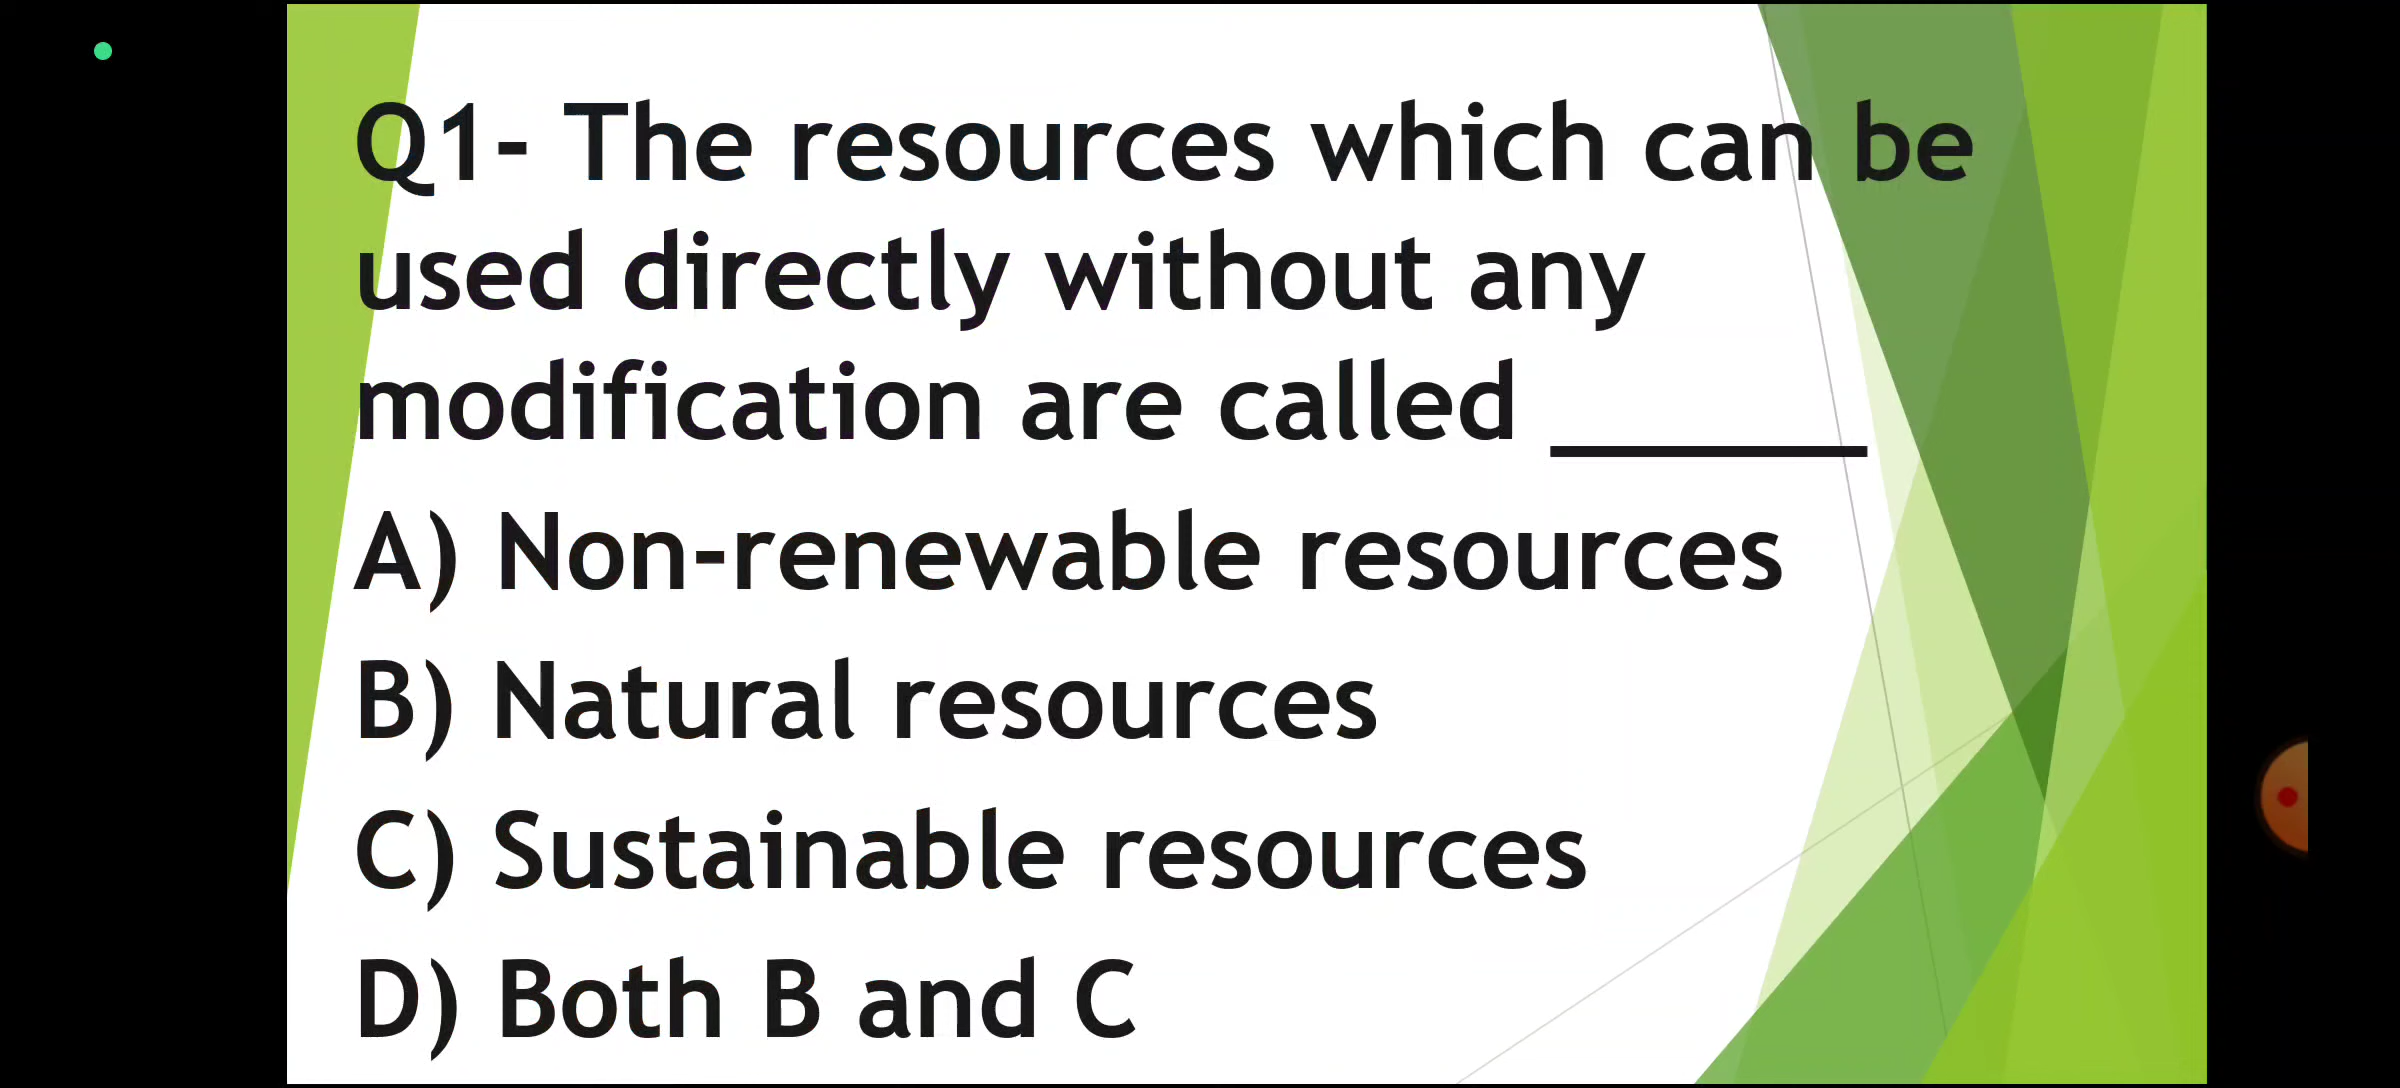 Q1- The resources which can be
used directly without any
modification are called ______
A) Non-renewable resources
B) Natural resources
C) Sustainable resources
D) Both B and C